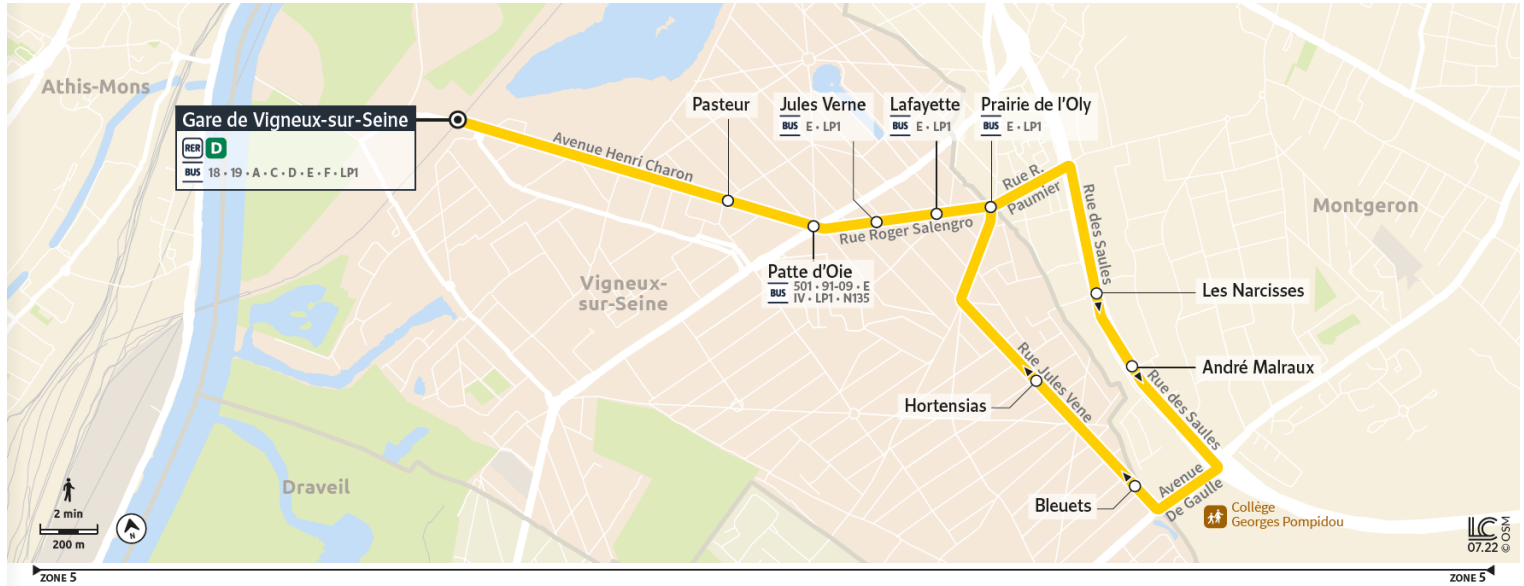 Athis-Mons
Gare de Vigneux-sur-Seine
RER D
BUS 18 • 19 • A • C • D • E • F • LP1
Avenue Henri Charon
Pasteur
Jules Verne
BUS E • LP1
Lafayette
BUS E • LP1
Prairie de l'Oly
BUS E • LP1
Rue R.
Paumier
Rue des Saules
Montgeron
Rue Roger Salengro
Patte d'Oie
BUS 501 • 91-09 • E
IV • LP1 • N135
Vigneux-
sur-Seine
Les Narcisses
André Malraux
Rue des Saules
Rue Jules Vene
Hortensias
Bleuets
Avenue
De Gaulle
Collège
Georges Pompidou
Draveil
2 min
200 m
N
LC
07.22
© OSM
ZONE 5
ZONE 5